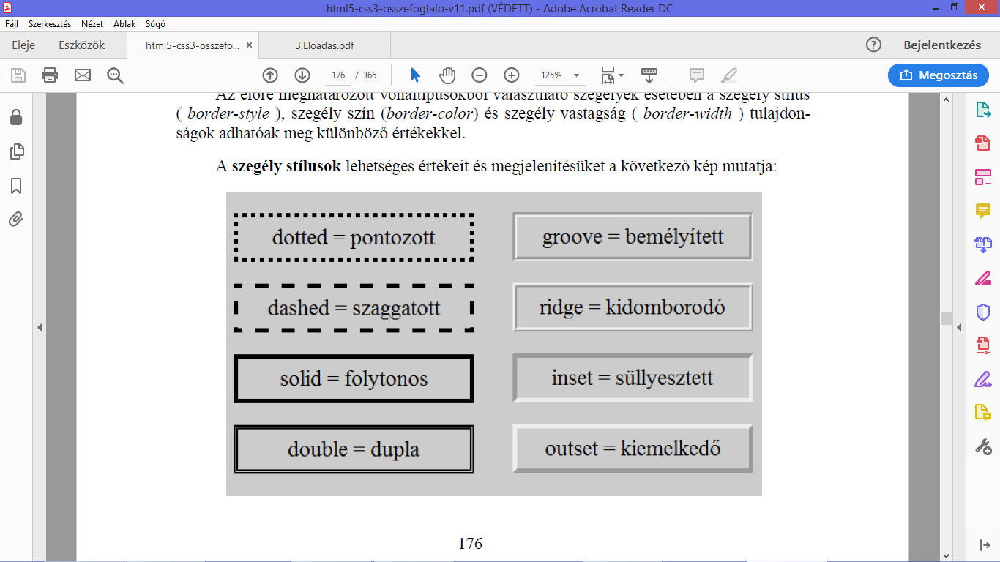 html5-css3-osszefoglalo-v11.pdf (VÉDETT) - Adobe Acrobat Reader DC
Fájl Szerkesztés Nézet Ablak Súgó
Eleje Eszközök html5-css3-osszefo... × 3.Eloadas.pdf Bejelentkezés
176 / 366 125% Megosztás
Az előre meghatározott vonaltípusokból választható szegélyek esetében a szegély stílus
( border-style ), szegély szín (border-color) és szegély vastagság ( border-width ) tulajdon-
ságok adhatóak meg különböző értékekkel.
A szegély stílusok lehetséges értékeit és megjelenítésüket a következő kép mutatja:
dotted = pontozott
groove = bemélyített
dashed = szaggatott
ridge = kidomborodó
solid = folytonos
inset = süllyesztett
double = dupla
outset = kiemelkedő
176